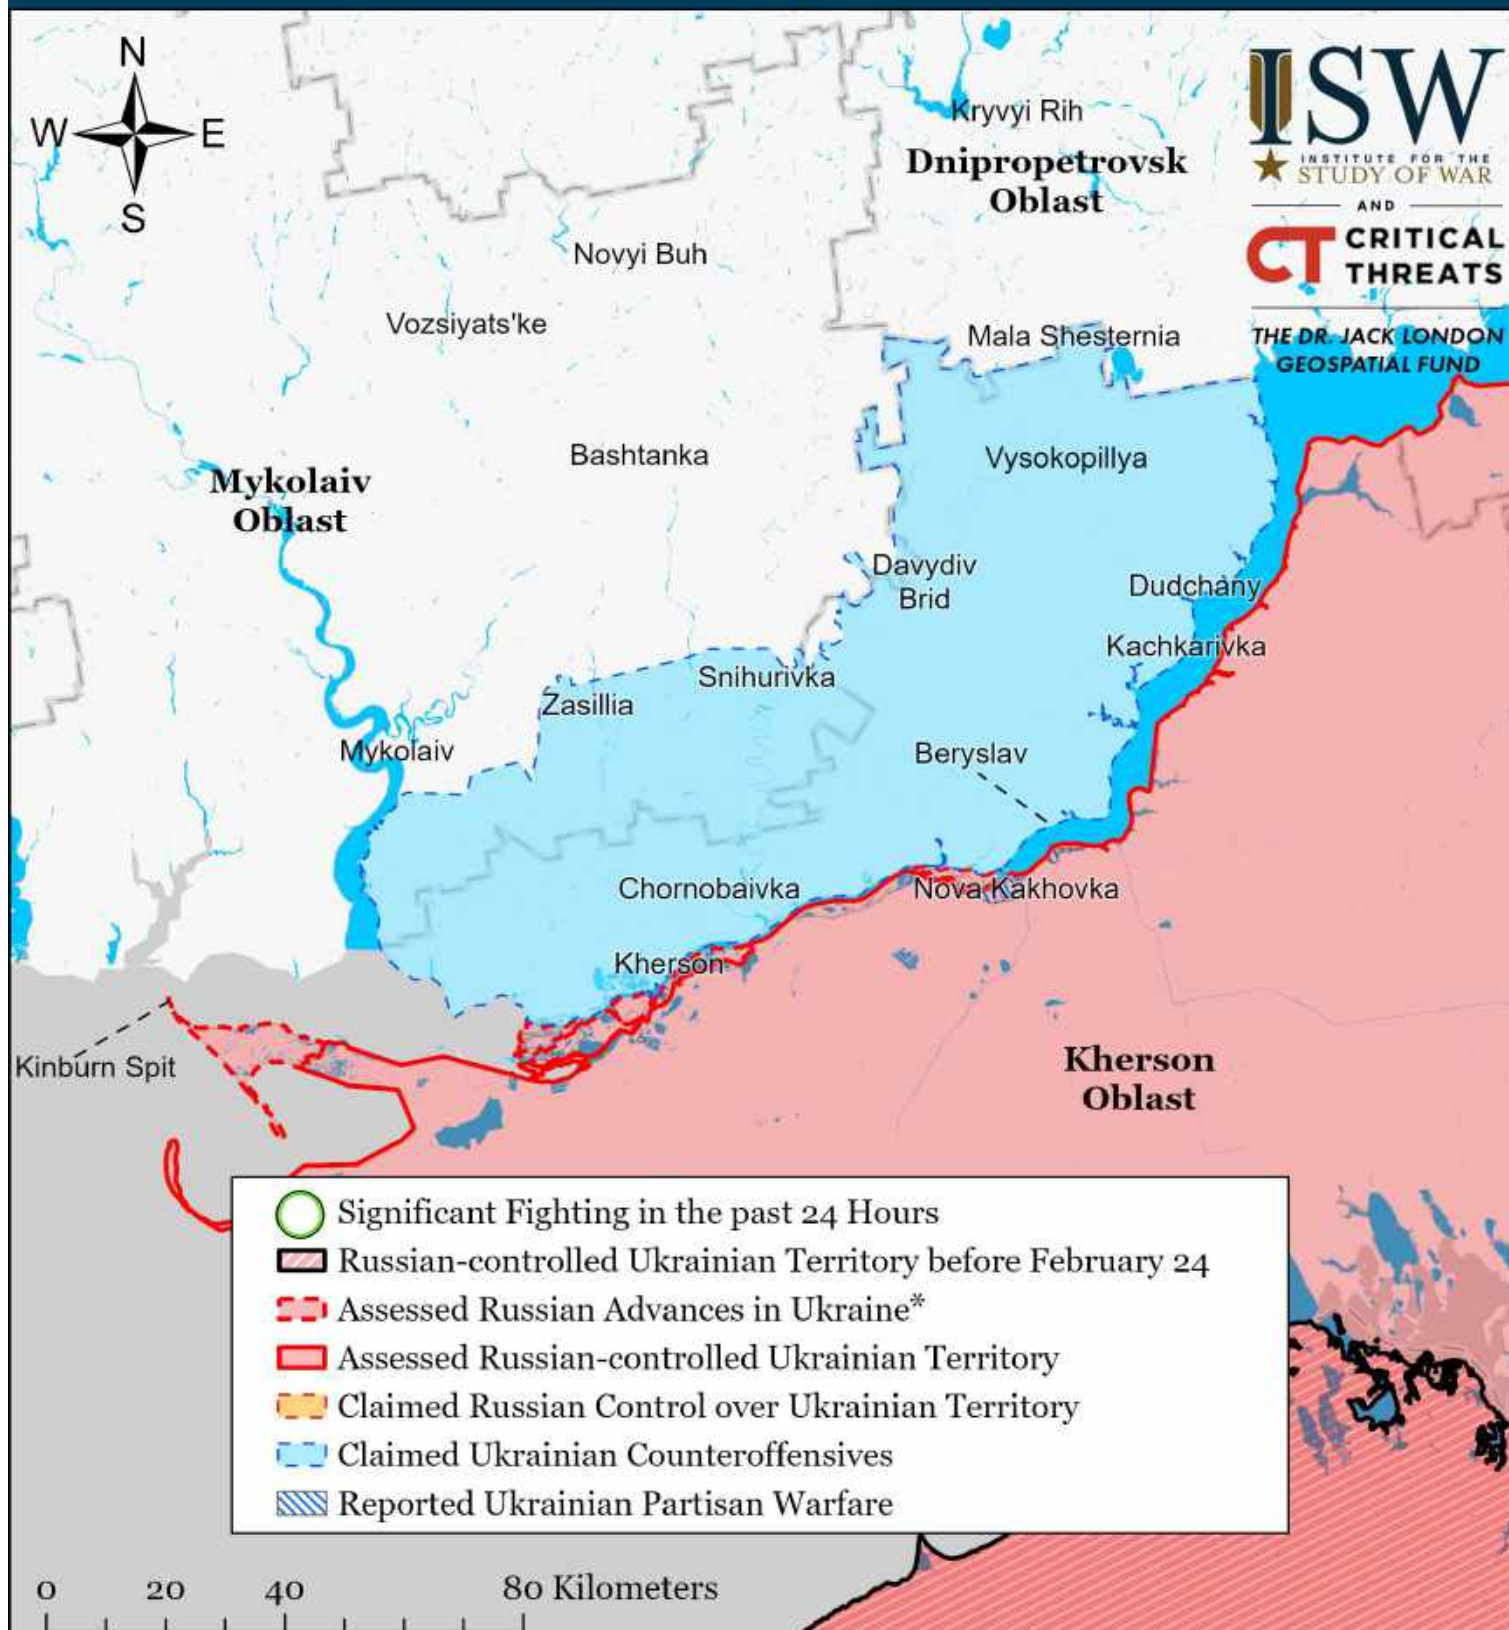 N
W
E
S
ISW
INSTITUTE FOR THE
STUDY OF WAR
AND
CT CRITICAL
THREATS
THE DR. JACK LONDON
GEOSPATIAL FUND
Kryvyi Rih
Dnipropetrovsk
Oblast
Novyi Buh
Vozsiyats'ke
Mala Shesternia
Bashtanka
Vysokopillya
Mykolaiv
Oblast
Davydiv
Brid
Dudchany
Kachkarivka
Snihurivka
Zasillia
Mykolaiv
Beryslav
Chornobaivka
Nova Kakhovka
Kherson
Kinburn Spit
Kherson
Oblast
Significant Fighting in the past 24 Hours
Russian-controlled Ukrainian Territory before February 24
Assessed Russian Advances in Ukraine*
Assessed Russian-controlled Ukrainian Territory
Claimed Russian Control over Ukrainian Territory
Claimed Ukrainian Counteroffensives
Reported Ukrainian Partisan Warfare
0 20 40 80 Kilometers